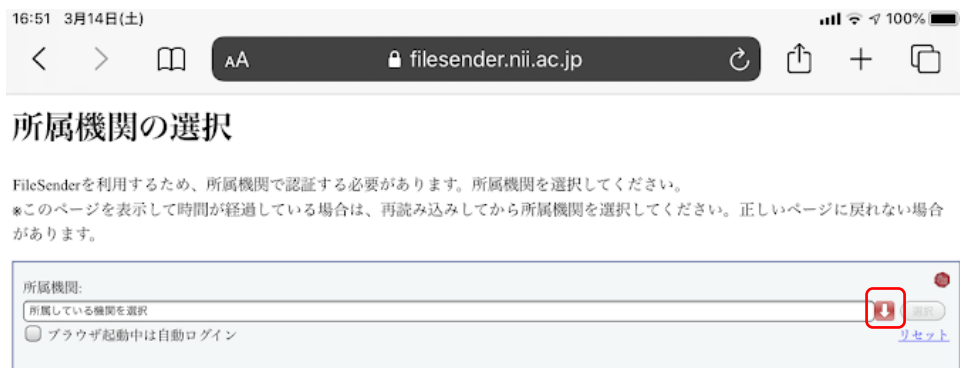 16:51 3月14日(土) 100%
AA filesender.nii.ac.jp
所属機関の選択
FileSenderを利用するため、所属機関で認証する必要があります。所属機関を選択してください。
※このページを表示して時間が経過している場合は、再読み込みしてから所属機関を選択してください。正しいページに戻れない場合
があります。
所属機関:
所属している機関を選択 選択
ブラウザ起動中は自動ログイン リセット